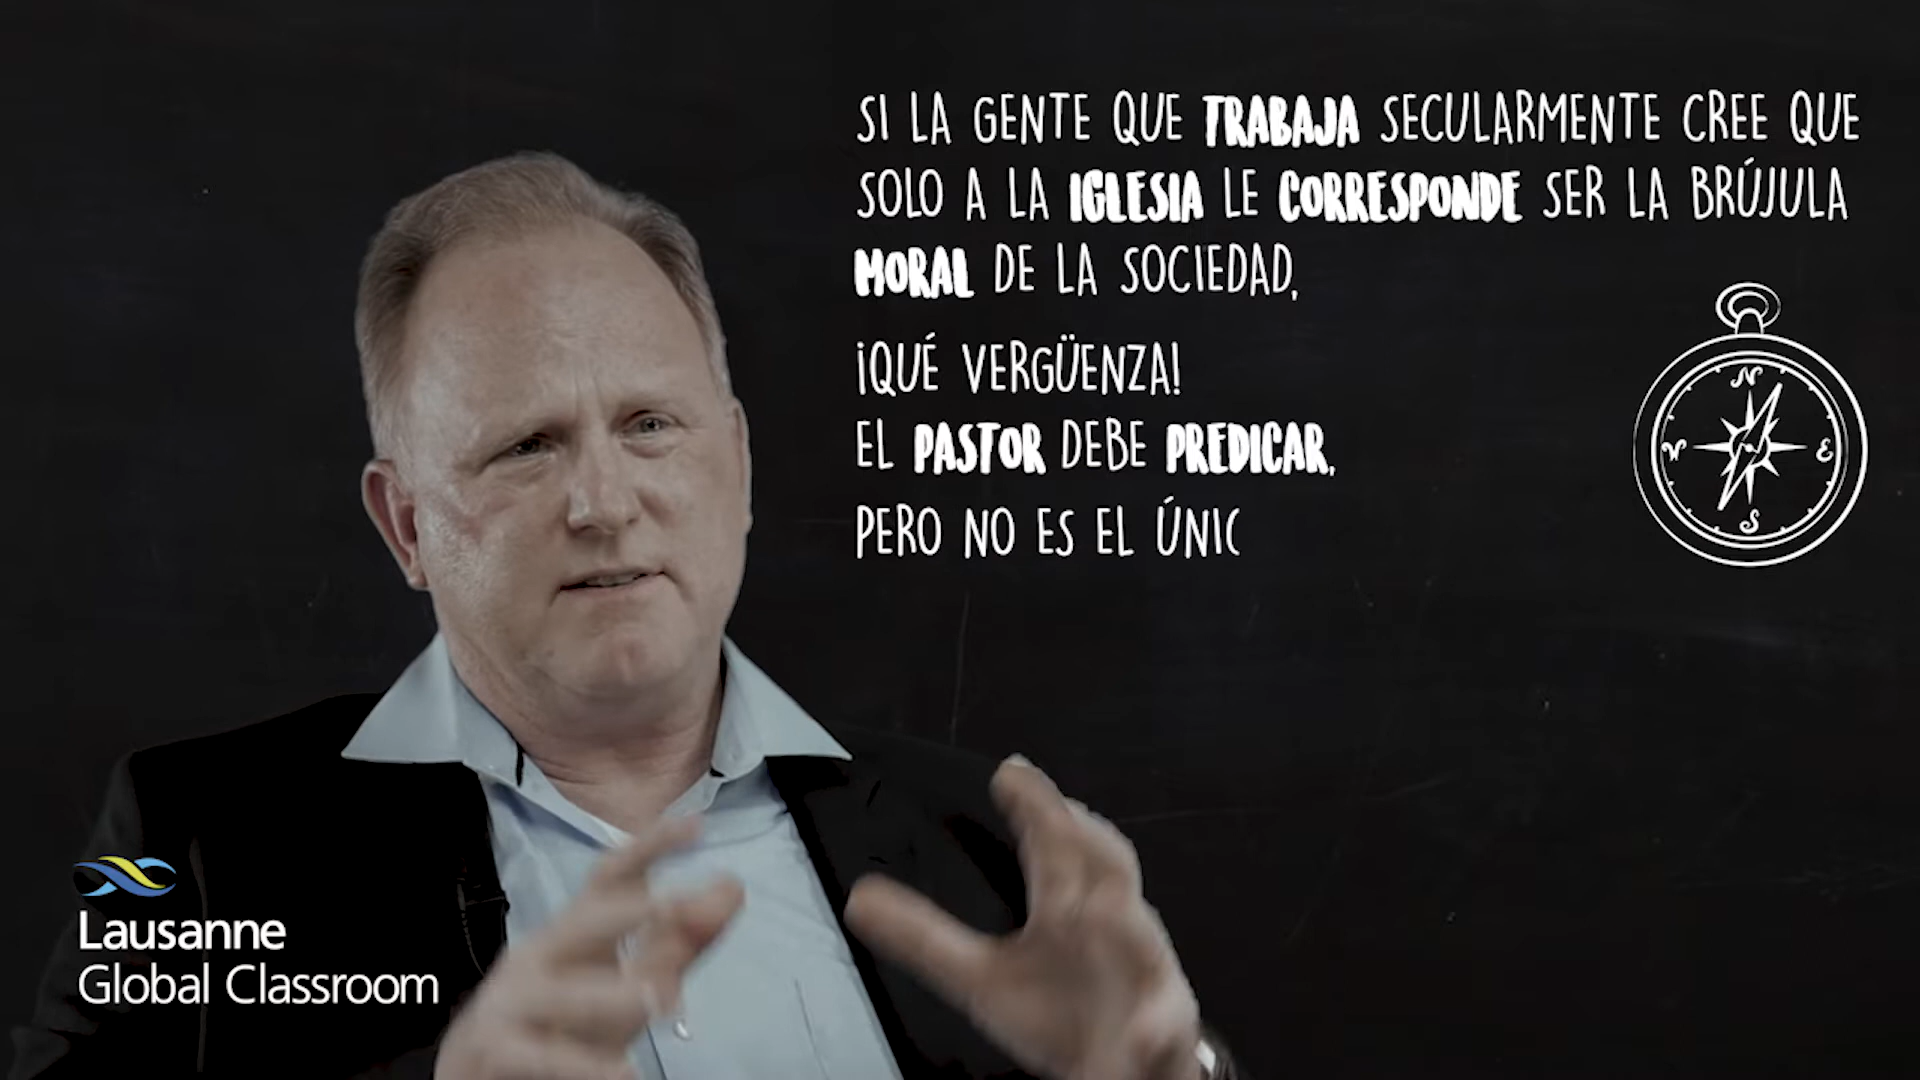 SI LA GENTE QUE TRABAJA SECULARMENTE CREE QUE
SOLO A LA IGLESIA LE CORRESPONDE SER LA BRÚJULA
MORAL DE LA SOCIEDAD,
¡QUÉ VERGÜENZA!
EL PASTOR DEBE PREDICAR,
PERO NO ES EL ÚNIC
N
W E
S
Lausanne
Global Classroom